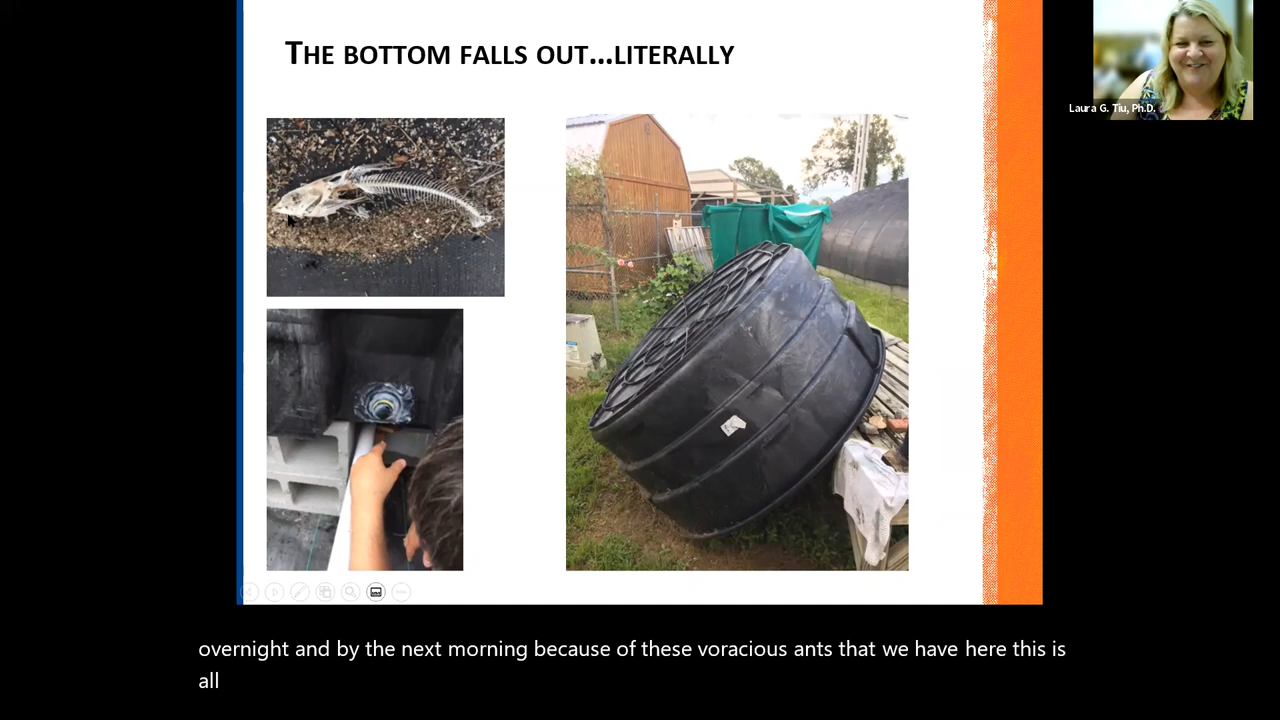 THE BOTTOM FALLS OUT...LITERALLY
Laura G. Tiu, Ph.D.
overnight and by the next morning because of these voracious ants that we have here this is
all